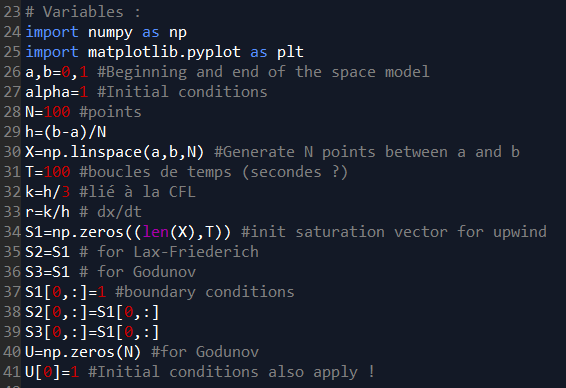 23 # Variables :
24 import numpy as np
25 import matplotlib.pyplot as plt
26 a,b=0,1 #Beginning and end of the space model
27 alpha=1 #Initial conditions
28 N=100 #points
29 h=(b-a)/N
30 X=np.linspace(a,b,N) #Generate N points between a and b
31 T=100 #boucles de temps (secondes ?)
32 k=h/3 #lié à la CFL
33 r=k/h # dx/dt
34 S1=np.zeros((len(X),T)) #init saturation vector for upwind
35 S2=S1 # for Lax-Friederich
36 S3=S1 # for Godunov
37 S1[0,:]=1 #boundary conditions
38 S2[0,:]=S1[0,:]
39 S3[0,:]=S1[0,:]
40 U=np.zeros(N) #for Godunov
41 U[0]=1 #Initial conditions also apply !